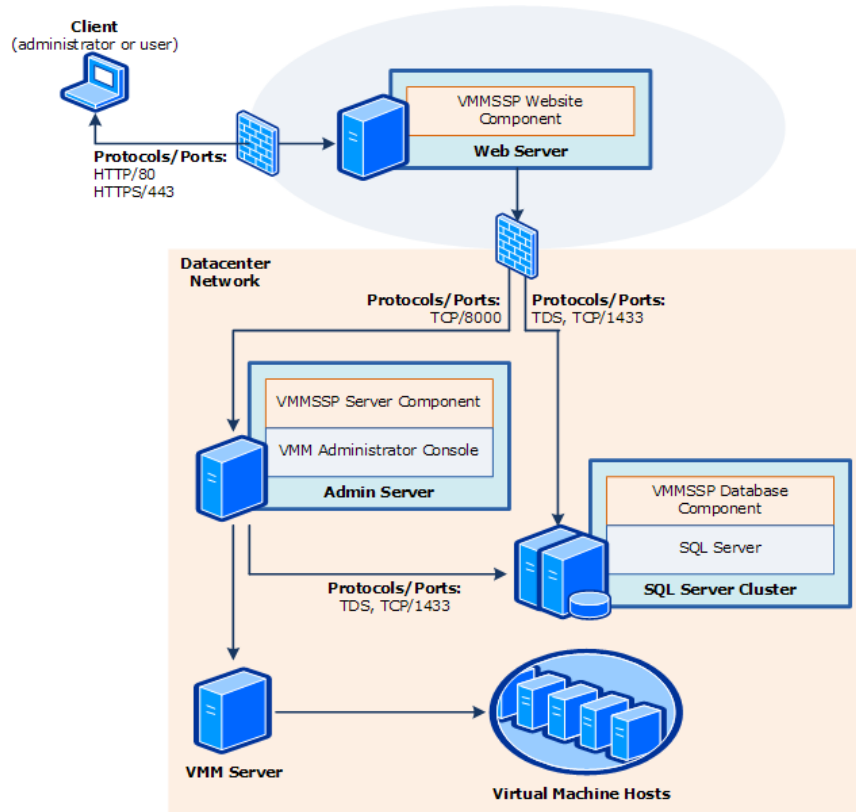 Client
(administrator or user)
VMMSSP Website
Component
Web Server
Protocols/Ports:
HTTP/80
HTTPS/443
Datacenter
Network
Protocols/Ports:
TCP/8000
Protocols/Ports:
TDS, TCP/1433
VMMSSP Server Component
VMM Administrator Console
Admin Server
VMMSSP Database
Component
SQL Server
SQL Server Cluster
Protocols/Ports:
TDS, TCP/1433
VMM Server
Virtual Machine Hosts